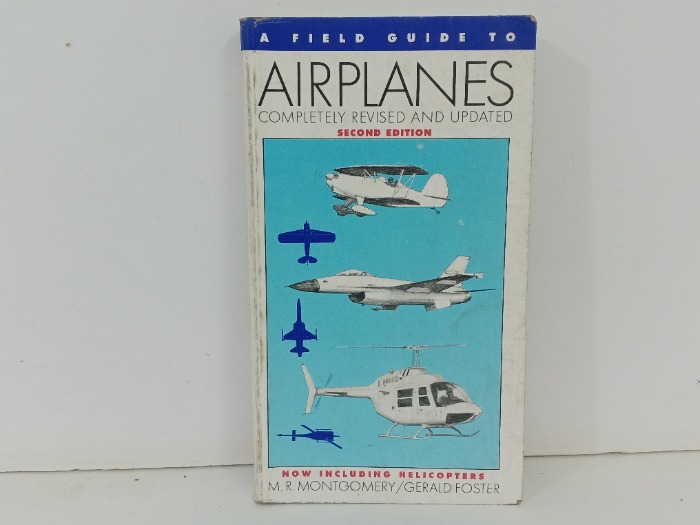 A FIELD GUIDE TO
AIRPLANES
COMPLETELY REVISED AND UPDATED
SECOND EDITION
NOW INCLUDING HELICOPTERS
M.R. MONTGOMERY/GERALD FOSTER